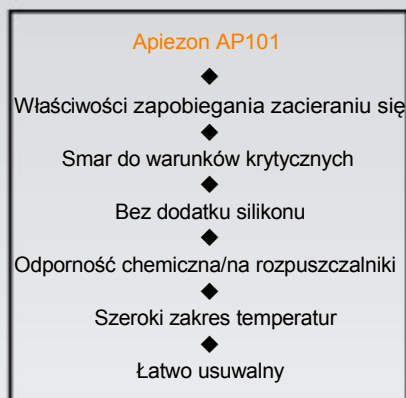 Apiezon AP101
◆
Właściwości zapobiegania zacieraniu się
◆
Smar do warunków krytycznych
◆
Bez dodatku silikonu
◆
Odporność chemiczna/na rozpuszczalniki
◆
Szeroki zakres temperatur
◆
Łatwo usuwalny